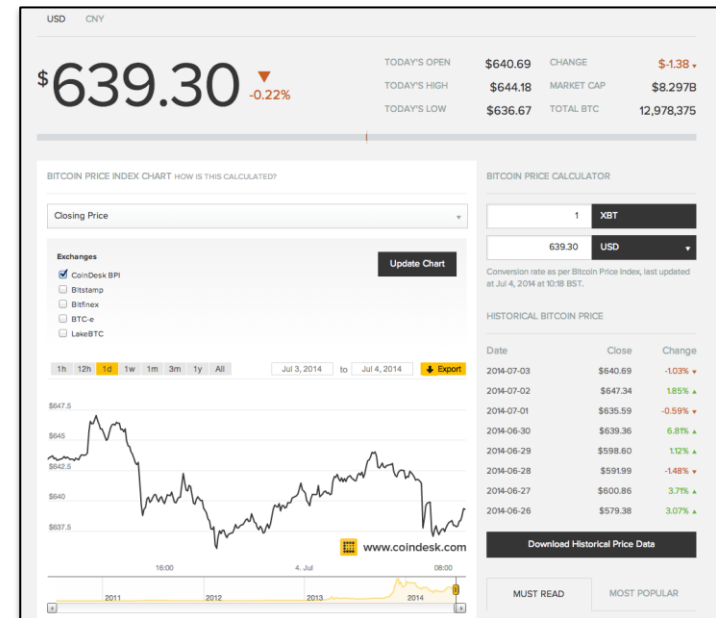 USD CNY
$639.30 ▼ -0.22%
TODAY'S OPEN $640.69 CHANGE $-1.38 ▼
TODAY'S HIGH $644.18 MARKET CAP $8.297B
TODAY'S LOW $636.67 TOTAL BTC 12,978,375
BITCOIN PRICE INDEX CHART HOW IS THIS CALCULATED?
Closing Price
Exchanges
CoinDesk BPI
Bitstamp
Bitfinex
BTC-e
LakeBTC
Update Chart
1h 12h 1d 1w 1m 3m 1y All Jul 3, 2014 to Jul 4, 2014 Export
$647.5
$645
$642.5
$640
$637.5
www.coindesk.com
16:00 4. Jul 08:00
2011 2012 2013 2014
BITCOIN PRICE CALCULATOR
1 XBT
639.30 USD
Conversion rate as per Bitcoin Price Index, last updated
at Jul 4, 2014 at 10:18 BST.
HISTORICAL BITCOIN PRICE
Date Close Change
2014-07-03 $640.69 -1.03% ▼
2014-07-02 $647.34 1.85% ▲
2014-07-01 $635.59 -0.59% ▼
2014-06-30 $639.36 6.81% ▲
2014-06-29 $598.60 1.12% ▲
2014-06-28 $591.99 -1.48% ▼
2014-06-27 $600.86 3.71% ▲
2014-06-26 $579.38 3.07% ▲
Download Historical Price Data
MUST READ MOST POPULAR